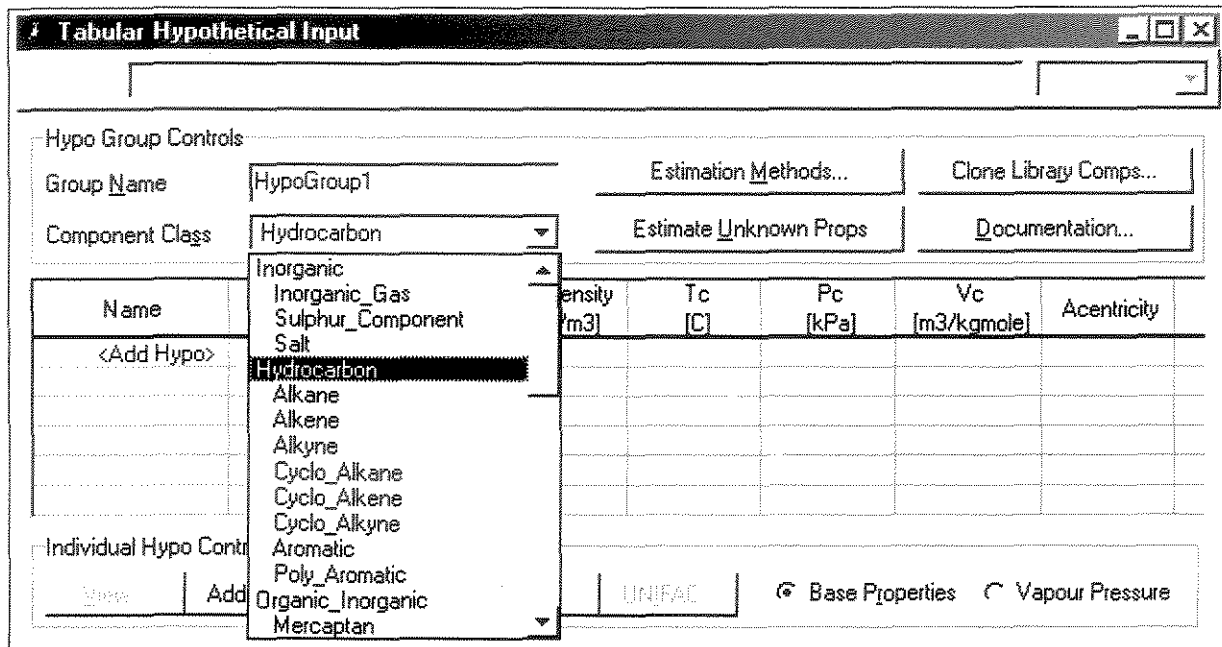 Tabular Hypothetical Input
Hypo Group Controls
Group Name
HypoGroup1
Estimation Methods...
Clone Library Comps...
Component Class
Hydrocarbon
Estimate Unknown Props
Documentation...
Inorganic
Inorganic_Gas
Sulphur_Component
Salt
Hydrocarbon
Alkane
Alkene
Alkyne
Cyclo_Alkane
Cyclo_Alkene
Cyclo_Alkyne
Aromatic
Poly_Aromatic
Organic_Inorganic
Mercaptan
Name
ensity
/m3]
Tc
[C]
Pc
[kPa]
Vc
[m3/kgmole]
Acentricity
<Add Hypo>
Individual Hypo Contr
View
Add
UNIFAC
Base Properties
Vapour Pressure